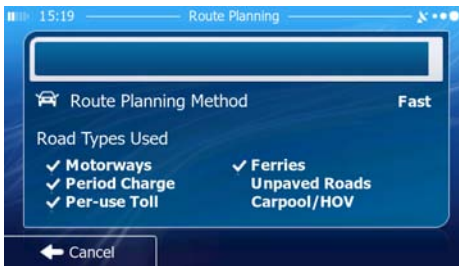 15:19 Route Planning
Route Planning Method Fast
Road Types Used
Motorways Ferries
Period Charge Unpaved Roads
Per-use Toll Carpool/HOV
Cancel